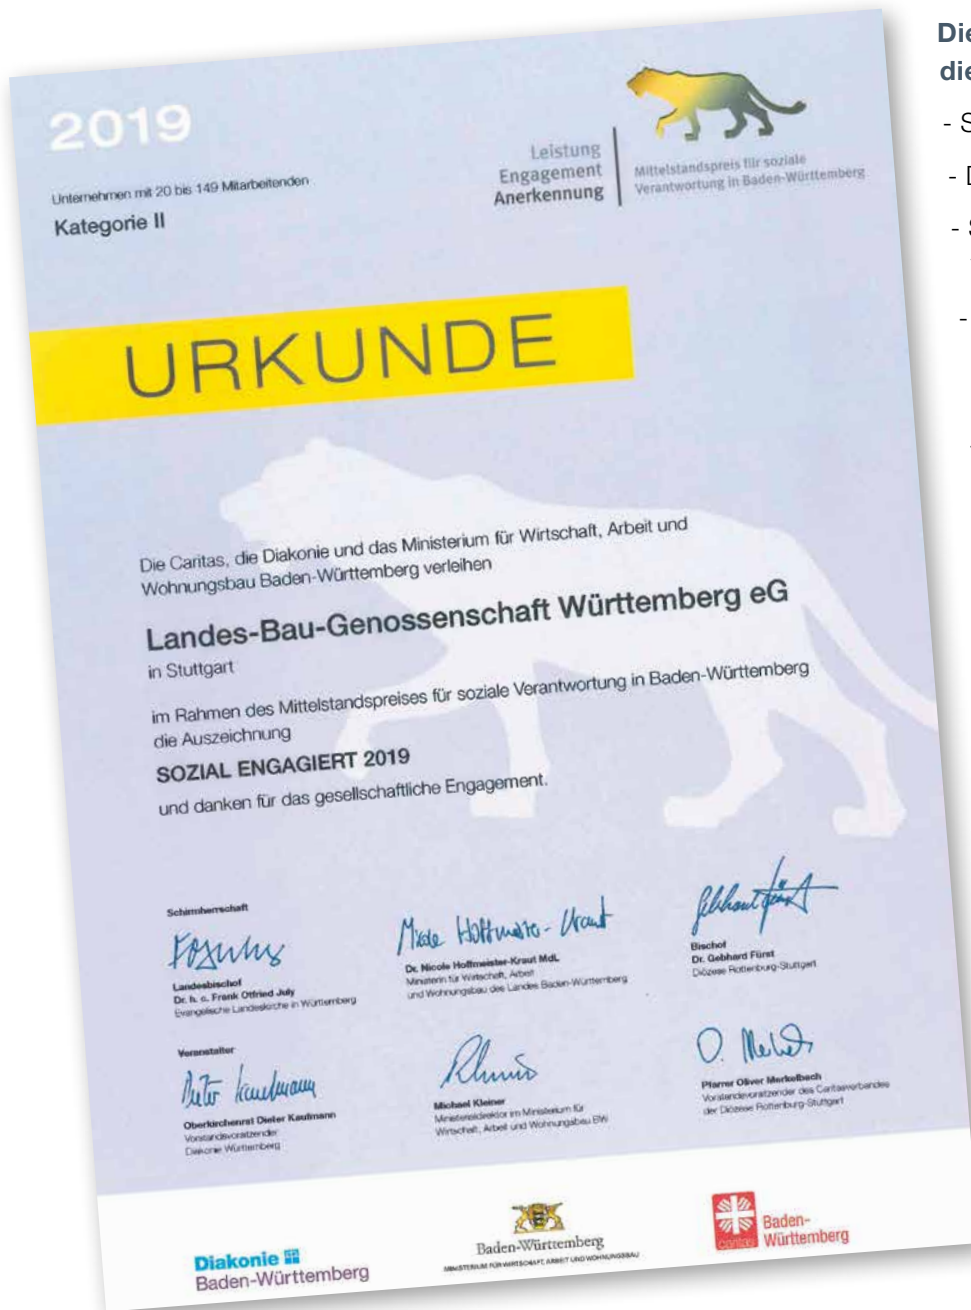 2019
Unternehmen mit 20 bis 149 Mitarbeitenden
Kategorie II
Leistung
Engagement
Anerkennung
Mittelstandspreis für soziale
Verantwortung in Baden-Württemberg
URKUNDE
Die Caritas, die Diakonie und das Ministerium für Wirtschaft, Arbeit und
Wohnungsbau Baden-Württemberg verleihen
Landes-Bau-Genossenschaft Württemberg eG
in Stuttgart
im Rahmen des Mittelstandspreises für soziale Verantwortung in Baden-Württemberg
die Auszeichnung
SOZIAL ENGAGIERT 2019
und danken für das gesellschaftliche Engagement.
Schirmherrschaft
Landesbischof
Dr. h. c. Frank Otfried July
Evangelische Landeskirche in Württemberg
Dr. Nicole Hoffmeister-Kraut MdL
Ministerin für Wirtschaft, Arbeit
und Wohnungsbau des Landes Baden-Württemberg
Bischof
Dr. Gebhard Fürst
Diözese Rottenburg-Stuttgart
Veranstalter
Dieter Kaufmann
Oberkirchenrat Dieter Kaufmann
Vorstandsvorsitzender
Diakonie Württemberg
Michael Kleiner
Ministerialdirektor im Ministerium für
Wirtschaft, Arbeit und Wohnungsbau BW
Pfarrer Oliver Merkelbach
Vorstandsvorsitzender des Caritasverbandes
der Diözese Rottenburg-Stuttgart
Diakonie
Baden-Württemberg
Baden-Württemberg
MINISTERIUM FÜR WIRTSCHAFT, ARBEIT UND WOHNUNGSBAU
caritas
Baden-
Württemberg
Die
die
- S
- D
- S
-